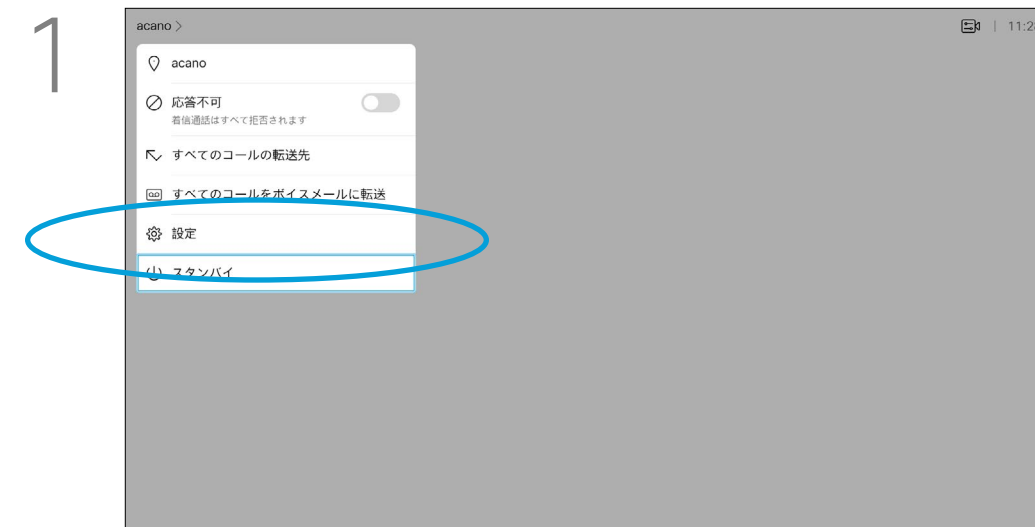 1
acano >
11:2
acano
応答不可
着信通話はすべて拒否されます
すべてのコールの転送先
すべてのコールをボイスメールに転送
設定
スタンバイ